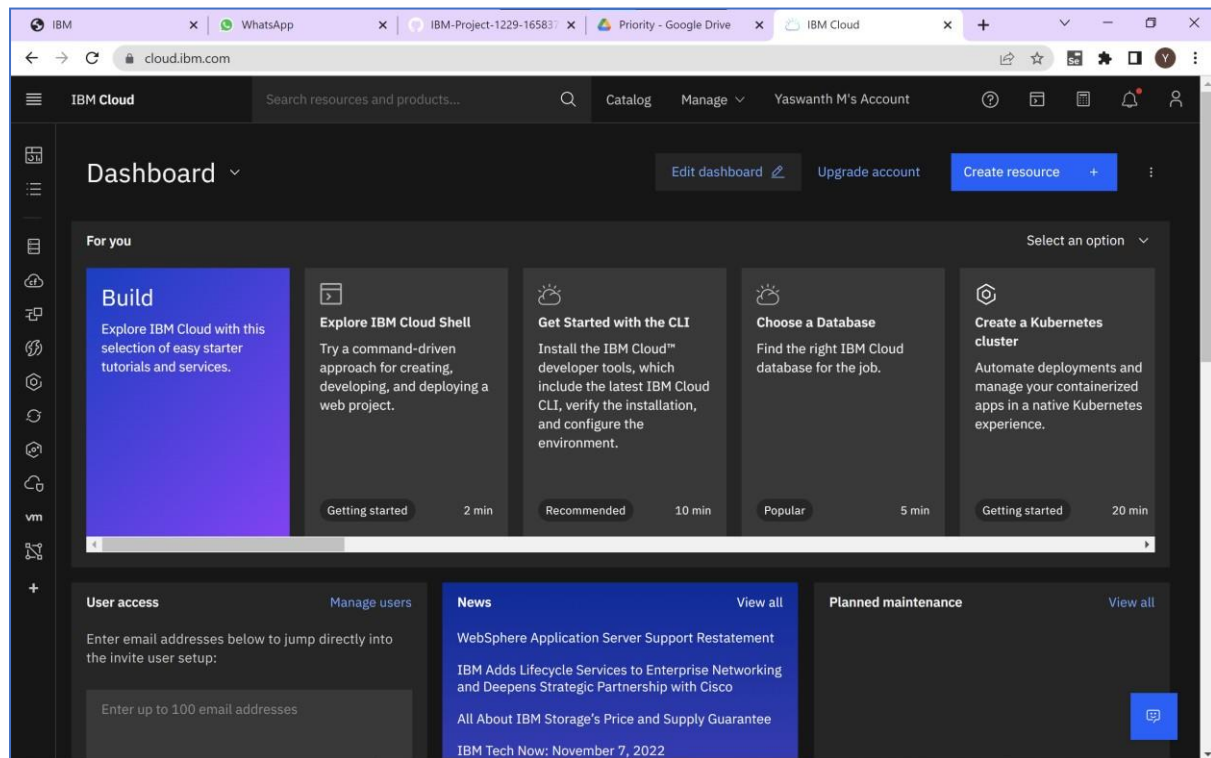 IBM
WhatsApp
IBM-Project-1229-16583
Priority - Google Drive
IBM Cloud
cloud.ibm.com
Se
Y
IBM Cloud
Search resources and products...
Catalog
Manage
Yaswanth M's Account
Dashboard
Edit dashboard
Upgrade account
Create resource +
For you
Select an option
Build
Explore IBM Cloud with this
selection of easy starter
tutorials and services.
Explore IBM Cloud Shell
Try a command-driven
approach for creating,
developing, and deploying a
web project.
Getting started
2 min
Get Started with the CLI
Install the IBM Cloud™
developer tools, which
include the latest IBM Cloud
CLI, verify the installation,
and configure the
environment.
Recommended
10 min
Choose a Database
Find the right IBM Cloud
database for the job.
Popular
5 min
Create a Kubernetes
cluster
Automate deployments and
manage your containerized
apps in a native Kubernetes
experience.
Getting started
20 min
cf
vm
User access
Manage users
Enter email addresses below to jump directly into
the invite user setup:
Enter up to 100 email addresses
News
View all
WebSphere Application Server Support Restatement
IBM Adds Lifecycle Services to Enterprise Networking
and Deepens Strategic Partnership with Cisco
All About IBM Storage's Price and Supply Guarantee
IBM Tech Now: November 7, 2022
Planned maintenance
View all